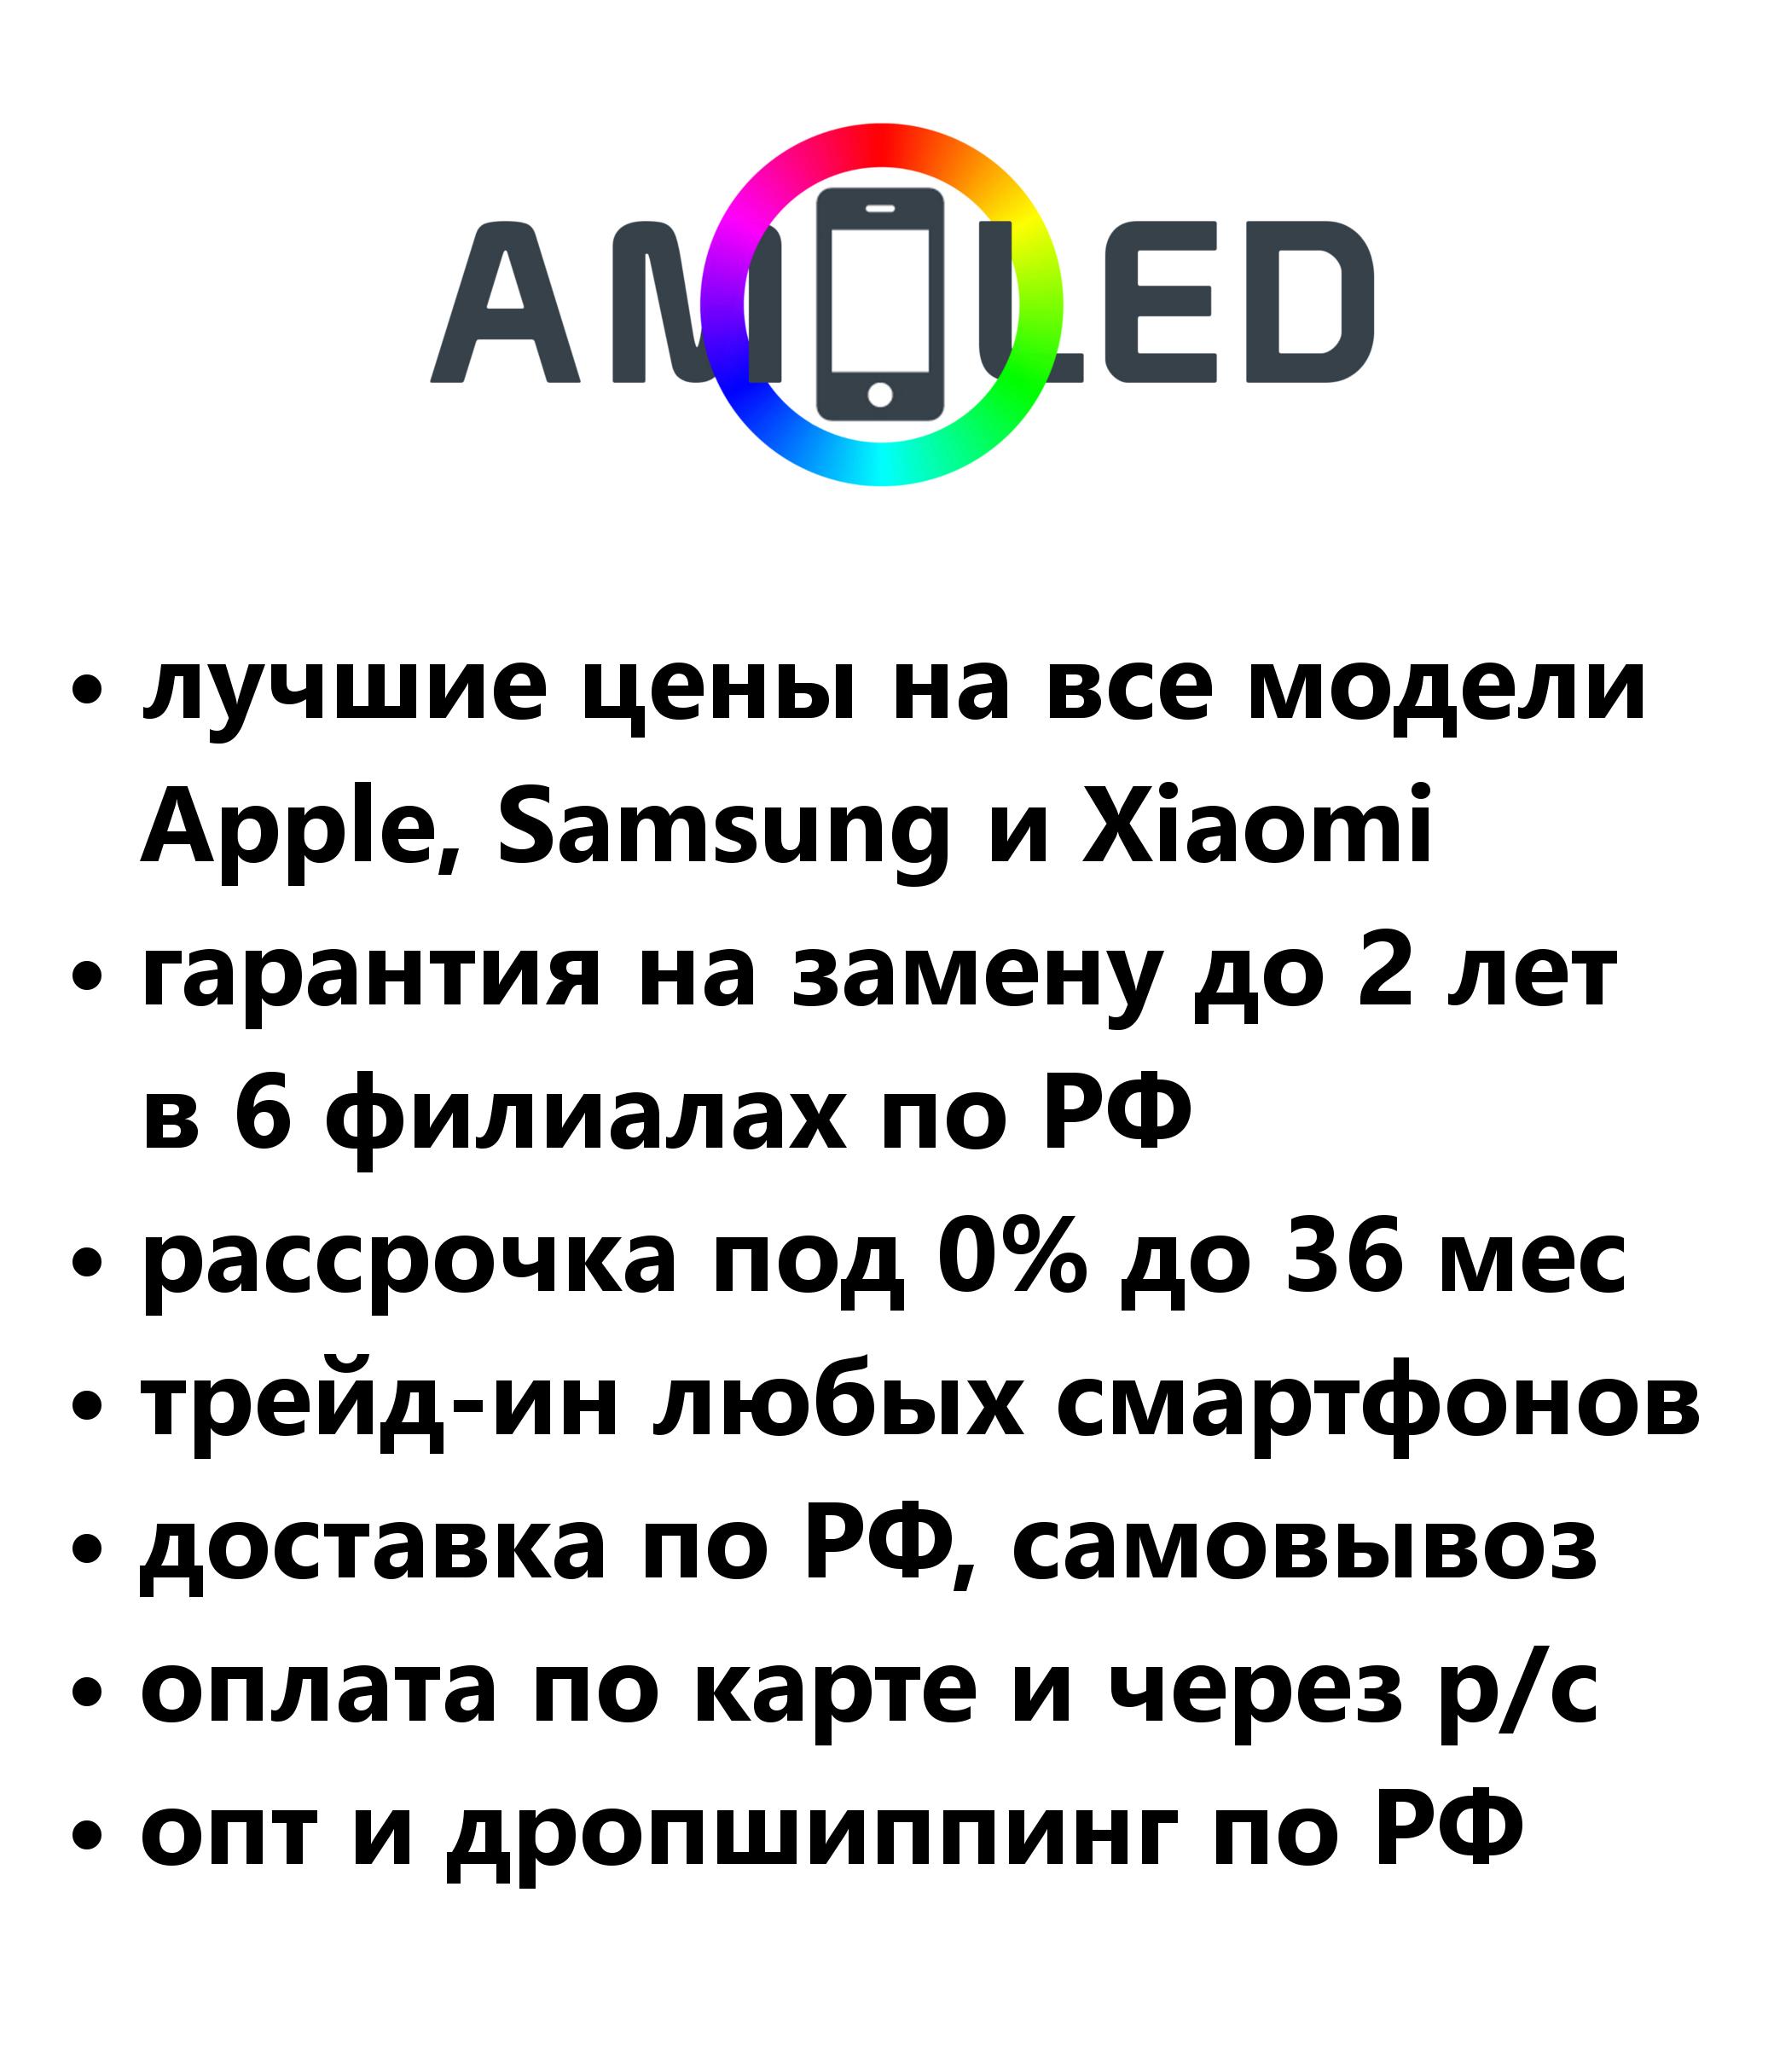 AMOLED
• лучшие цены на все модели
Apple, Samsung и Xiaomi
• гарантия на замену до 2 лет
в 6 филиалах по РФ
• рассрочка под 0% до 36 мес
• трейд-ин любых смартфонов
• доставка по РФ, самовывоз
• оплата по карте и через р/с
• опт и дропшиппинг по РФ